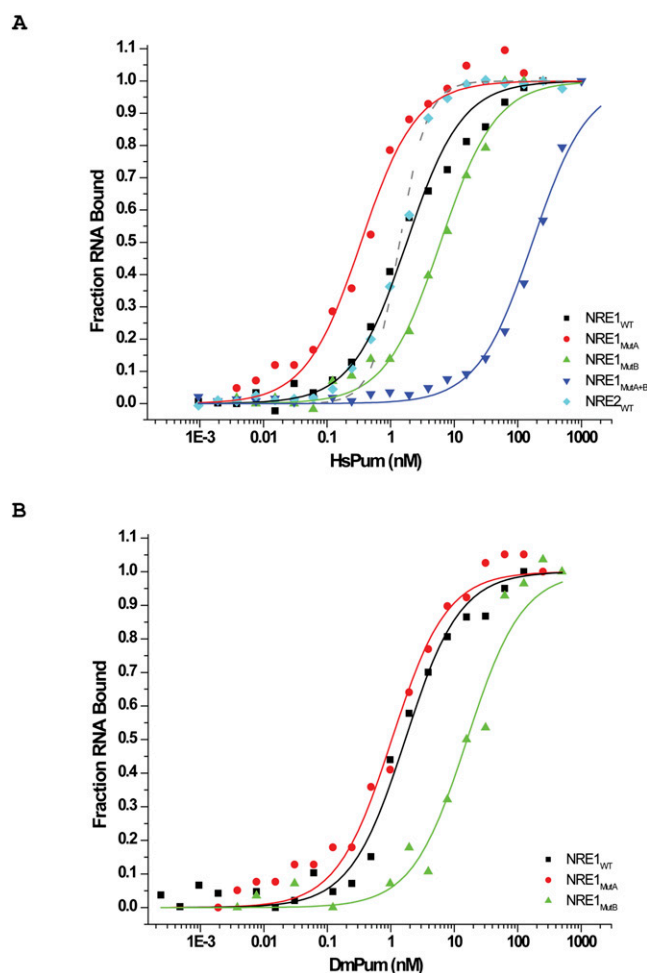 A
1.1
1.0
0.9
0.8
0.7
0.6
0.5
0.4
0.3
0.2
0.1
0.0
Fraction RNA Bound
NRE1WT
NRE1MutA
NRE1MutB
NRE1MutA+B
NRE2WT
1E-3 0.01 0.1 1 10 100 1000
HsPum (nM)
B
1.1
1.0
0.9
0.8
0.7
0.6
0.5
0.4
0.3
0.2
0.1
0.0
Fraction RNA Bound
NRE1WT
NRE1MutA
NRE1MutB
1E-3 0.01 0.1 1 10 100 1000
DmPum (nM)